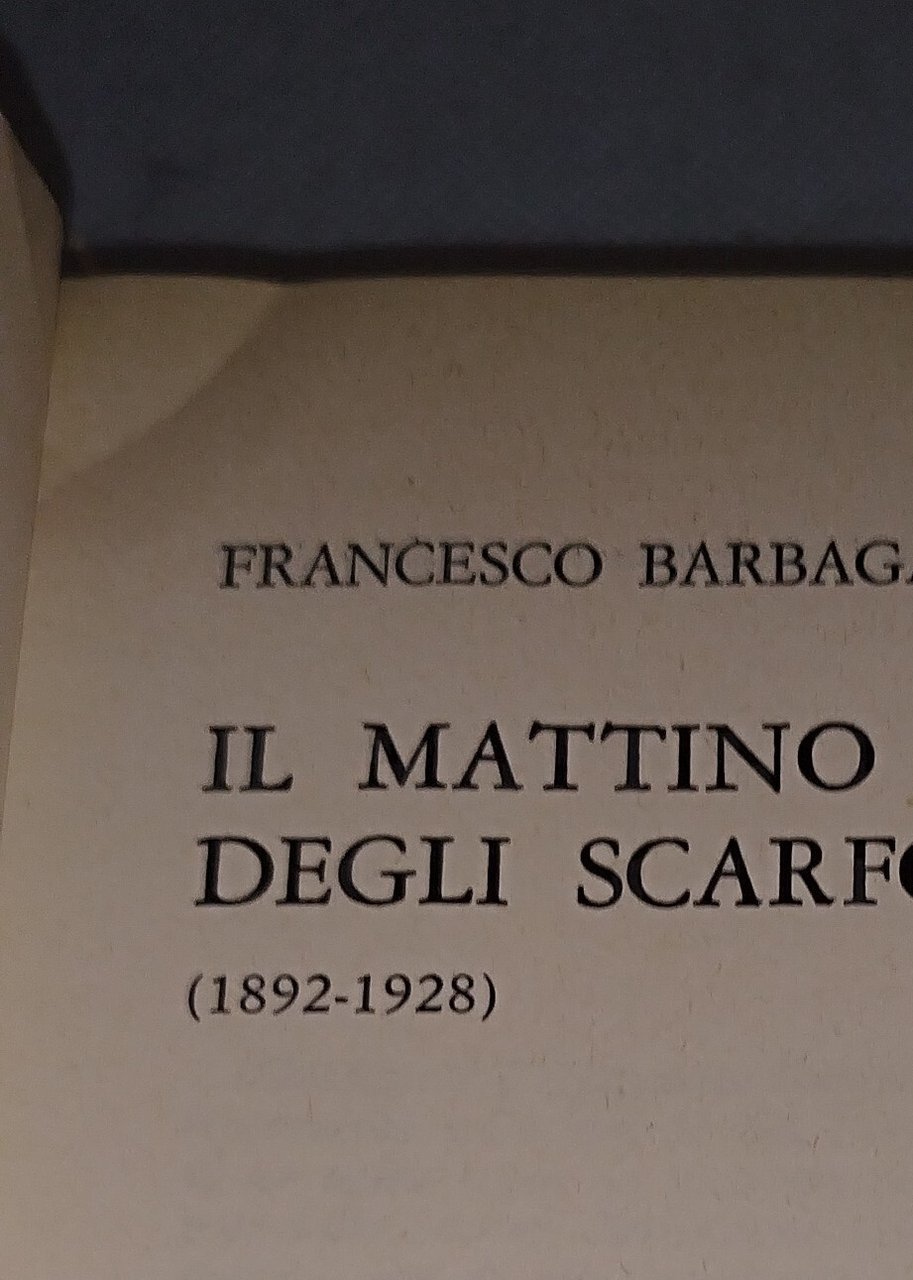 FRANCESCO BARBAG
IL MATTINO
DEGLI SCARF
(1892-1928)